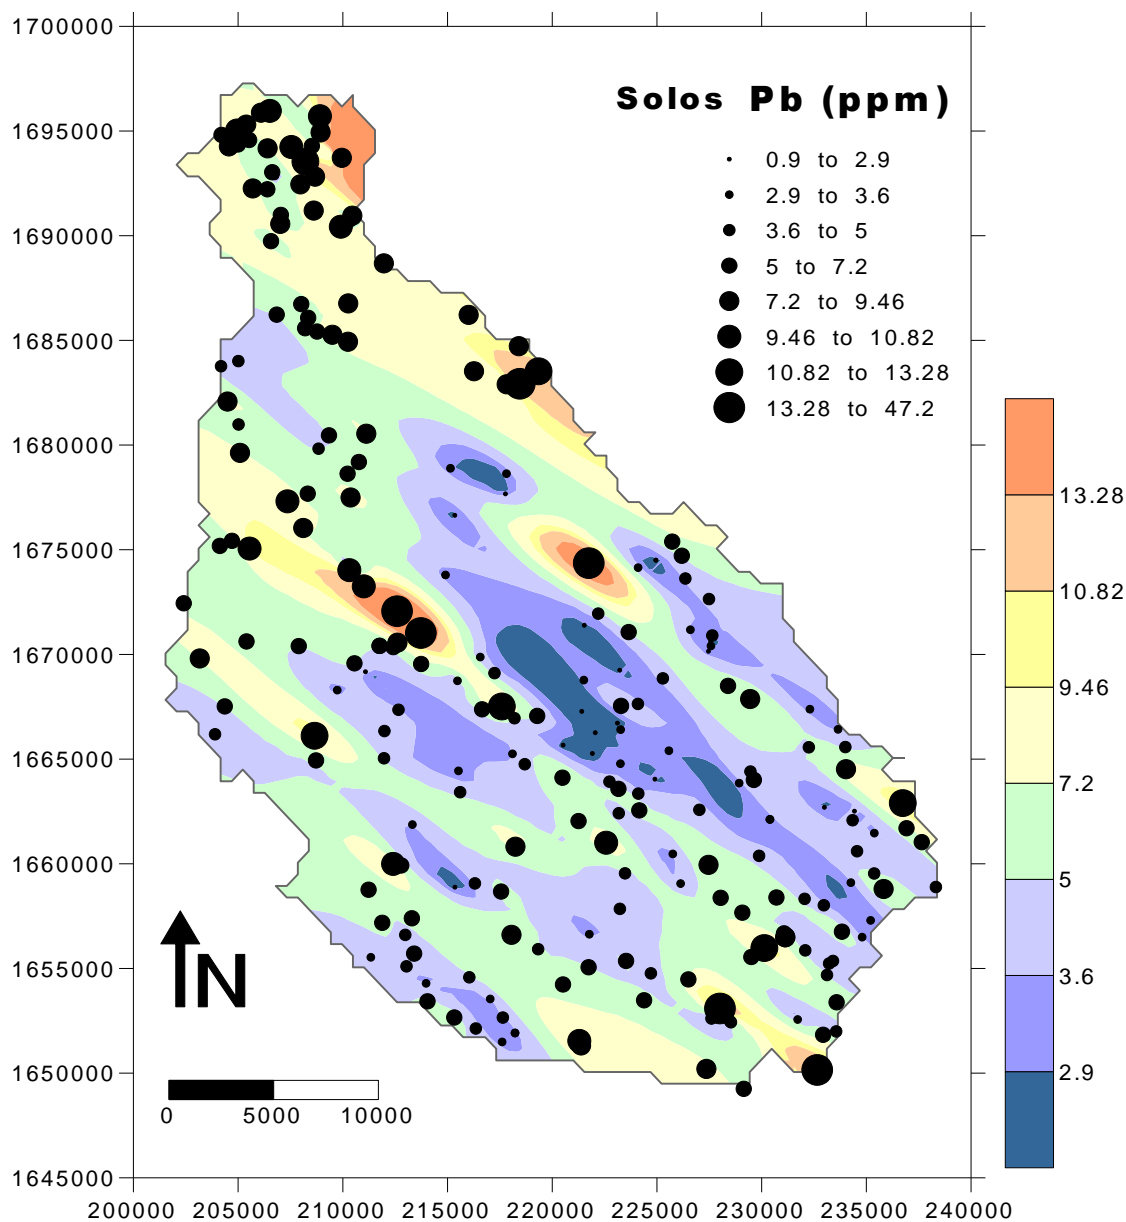 1700000
Solos Pb (ppm)
1695000
0.9 to 2.9
2.9 to 3.6
1690000
3.6 to 5
5 to 7.2
7.2 to 9.46
1685000
9.46 to 10.82
10.82 to 13.28
13.28 to 47.2
1680000
13.28
1675000
10.82
1670000
9.46
1665000
7.2
1660000
5
1655000
N
3.6
1650000
2.9
0 5000 10000
1645000
200000 205000 210000 215000 220000 225000 230000 235000 240000